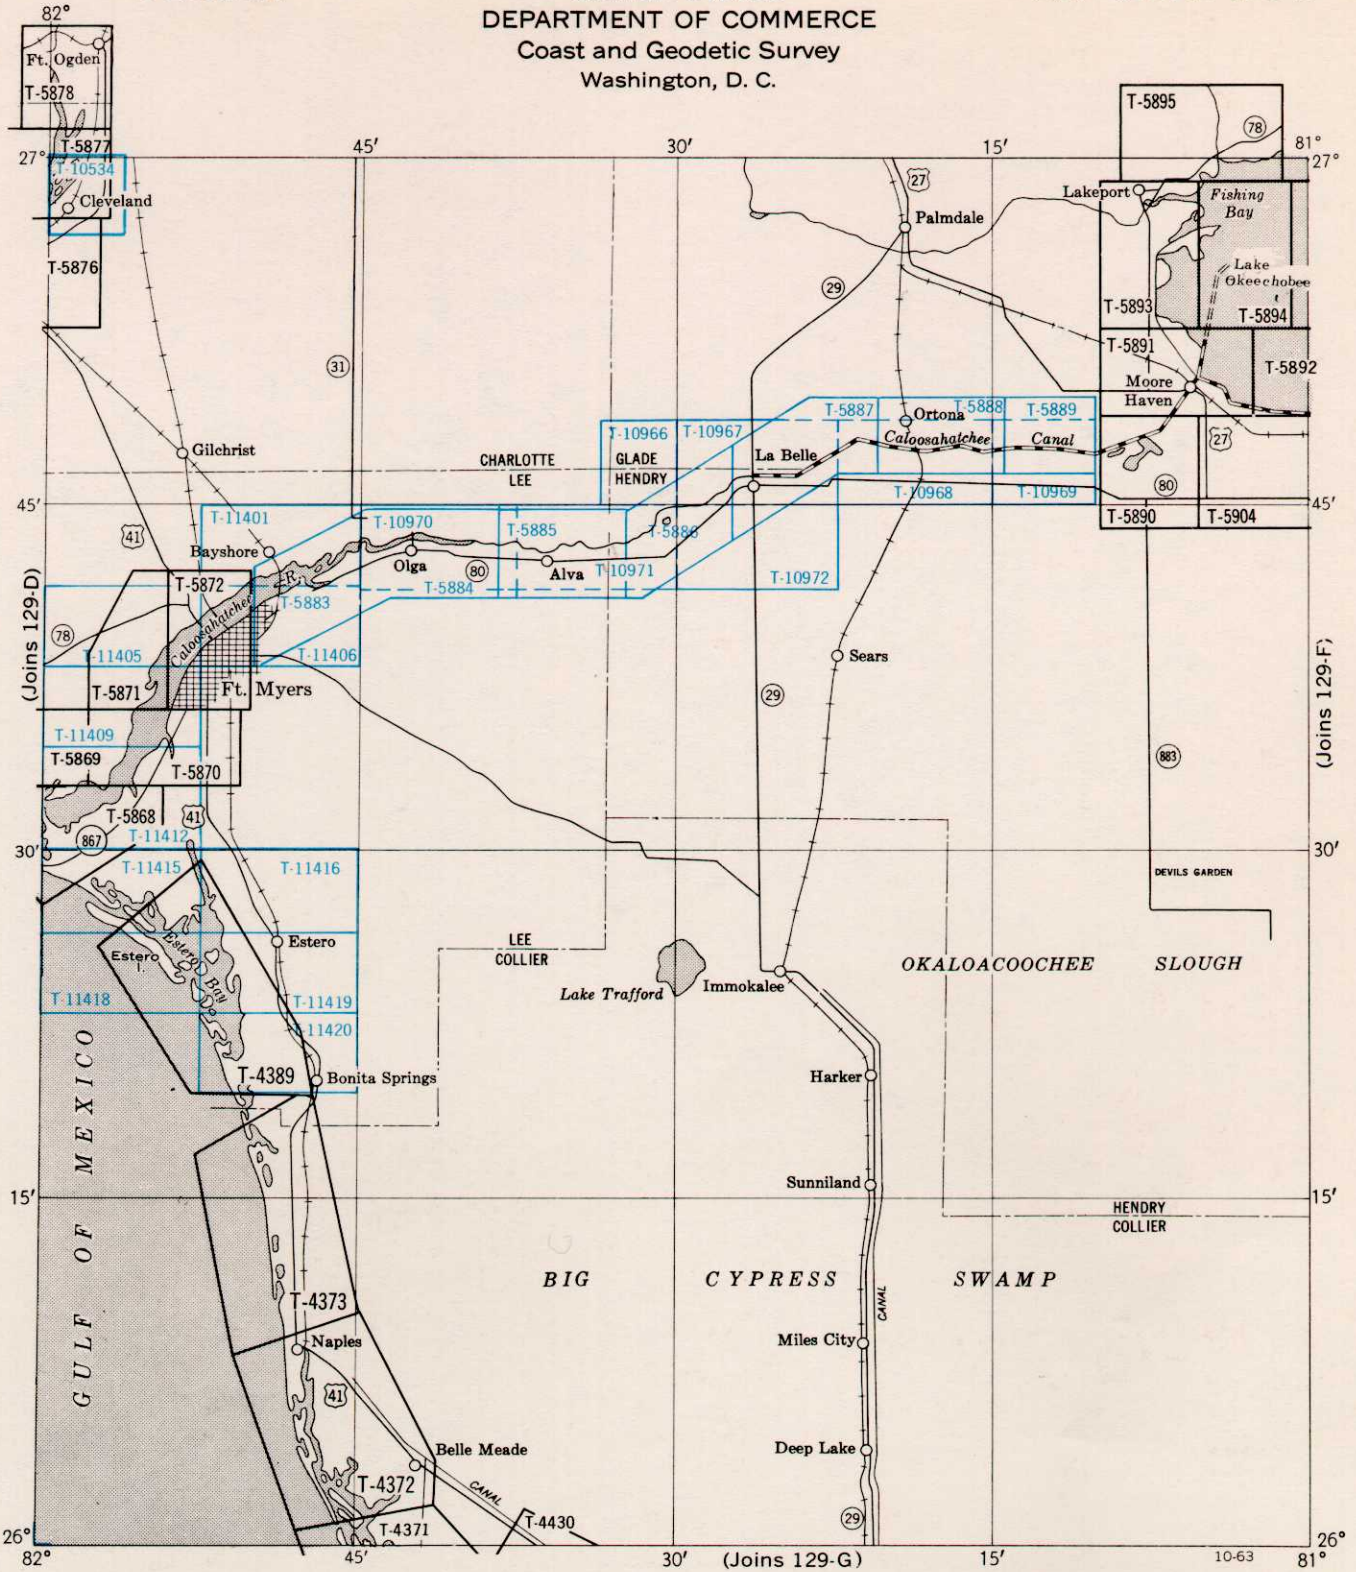 DEPARTMENT OF COMMERCE
Coast and Geodetic Survey
Washington, D. C.
82°
Ft. Ogden
T-5878
T-5877
27°
T-10534
Cleveland
T-5876
45'
30'
15'
81°
27°
T-5895
78
Lakeport
Fishing
Bay
27
Palmdale
Lake
Okeechobee
29
T-5893
T-5894
31
T-5891
T-5892
Moore
Haven
T-5887
T-5888
T-5889
Ortona
T-10966
T-10967
Caloosahatchee
Canal
27
Gilchrist
La Belle
CHARLOTTE
LEE
GLADE
HENDRY
80
T-10968
T-10969
45'
45'
T-11401
T-10970
T-5885
T-5886
T-5890
T-5904
41
Bayshore
Olga
80
Alva
T-10971
T-10972
T-5872
T-5884
Caloosahatchee
R.
T-5883
(Joins 129-D)
78
T-11405
T-11406
Sears
(Joins 129-F)
T-5871
Ft. Myers
29
T-11409
T-5869
T-5870
883
T-5868
41
867
T-11412
30'
30'
T-11415
T-11416
DEVILS GARDEN
Estero
LEE
COLLIER
Estero
I.
Estero
Bay
OKALOACOOCHEE
SLOUGH
Lake Trafford
Immokalee
T-11418
T-11419
T-11420
T-4389
Bonita Springs
Harker
GULF OF MEXICO
Sunniland
15'
15'
HENDRY
COLLIER
BIG
CYPRESS
SWAMP
T-4373
CANAL
Naples
Miles City
41
Belle Meade
Deep Lake
T-4372
CANAL
T-4371
T-4430
29
26°
26°
82°
45'
30'
(Joins 129-G)
15'
10-63
81°